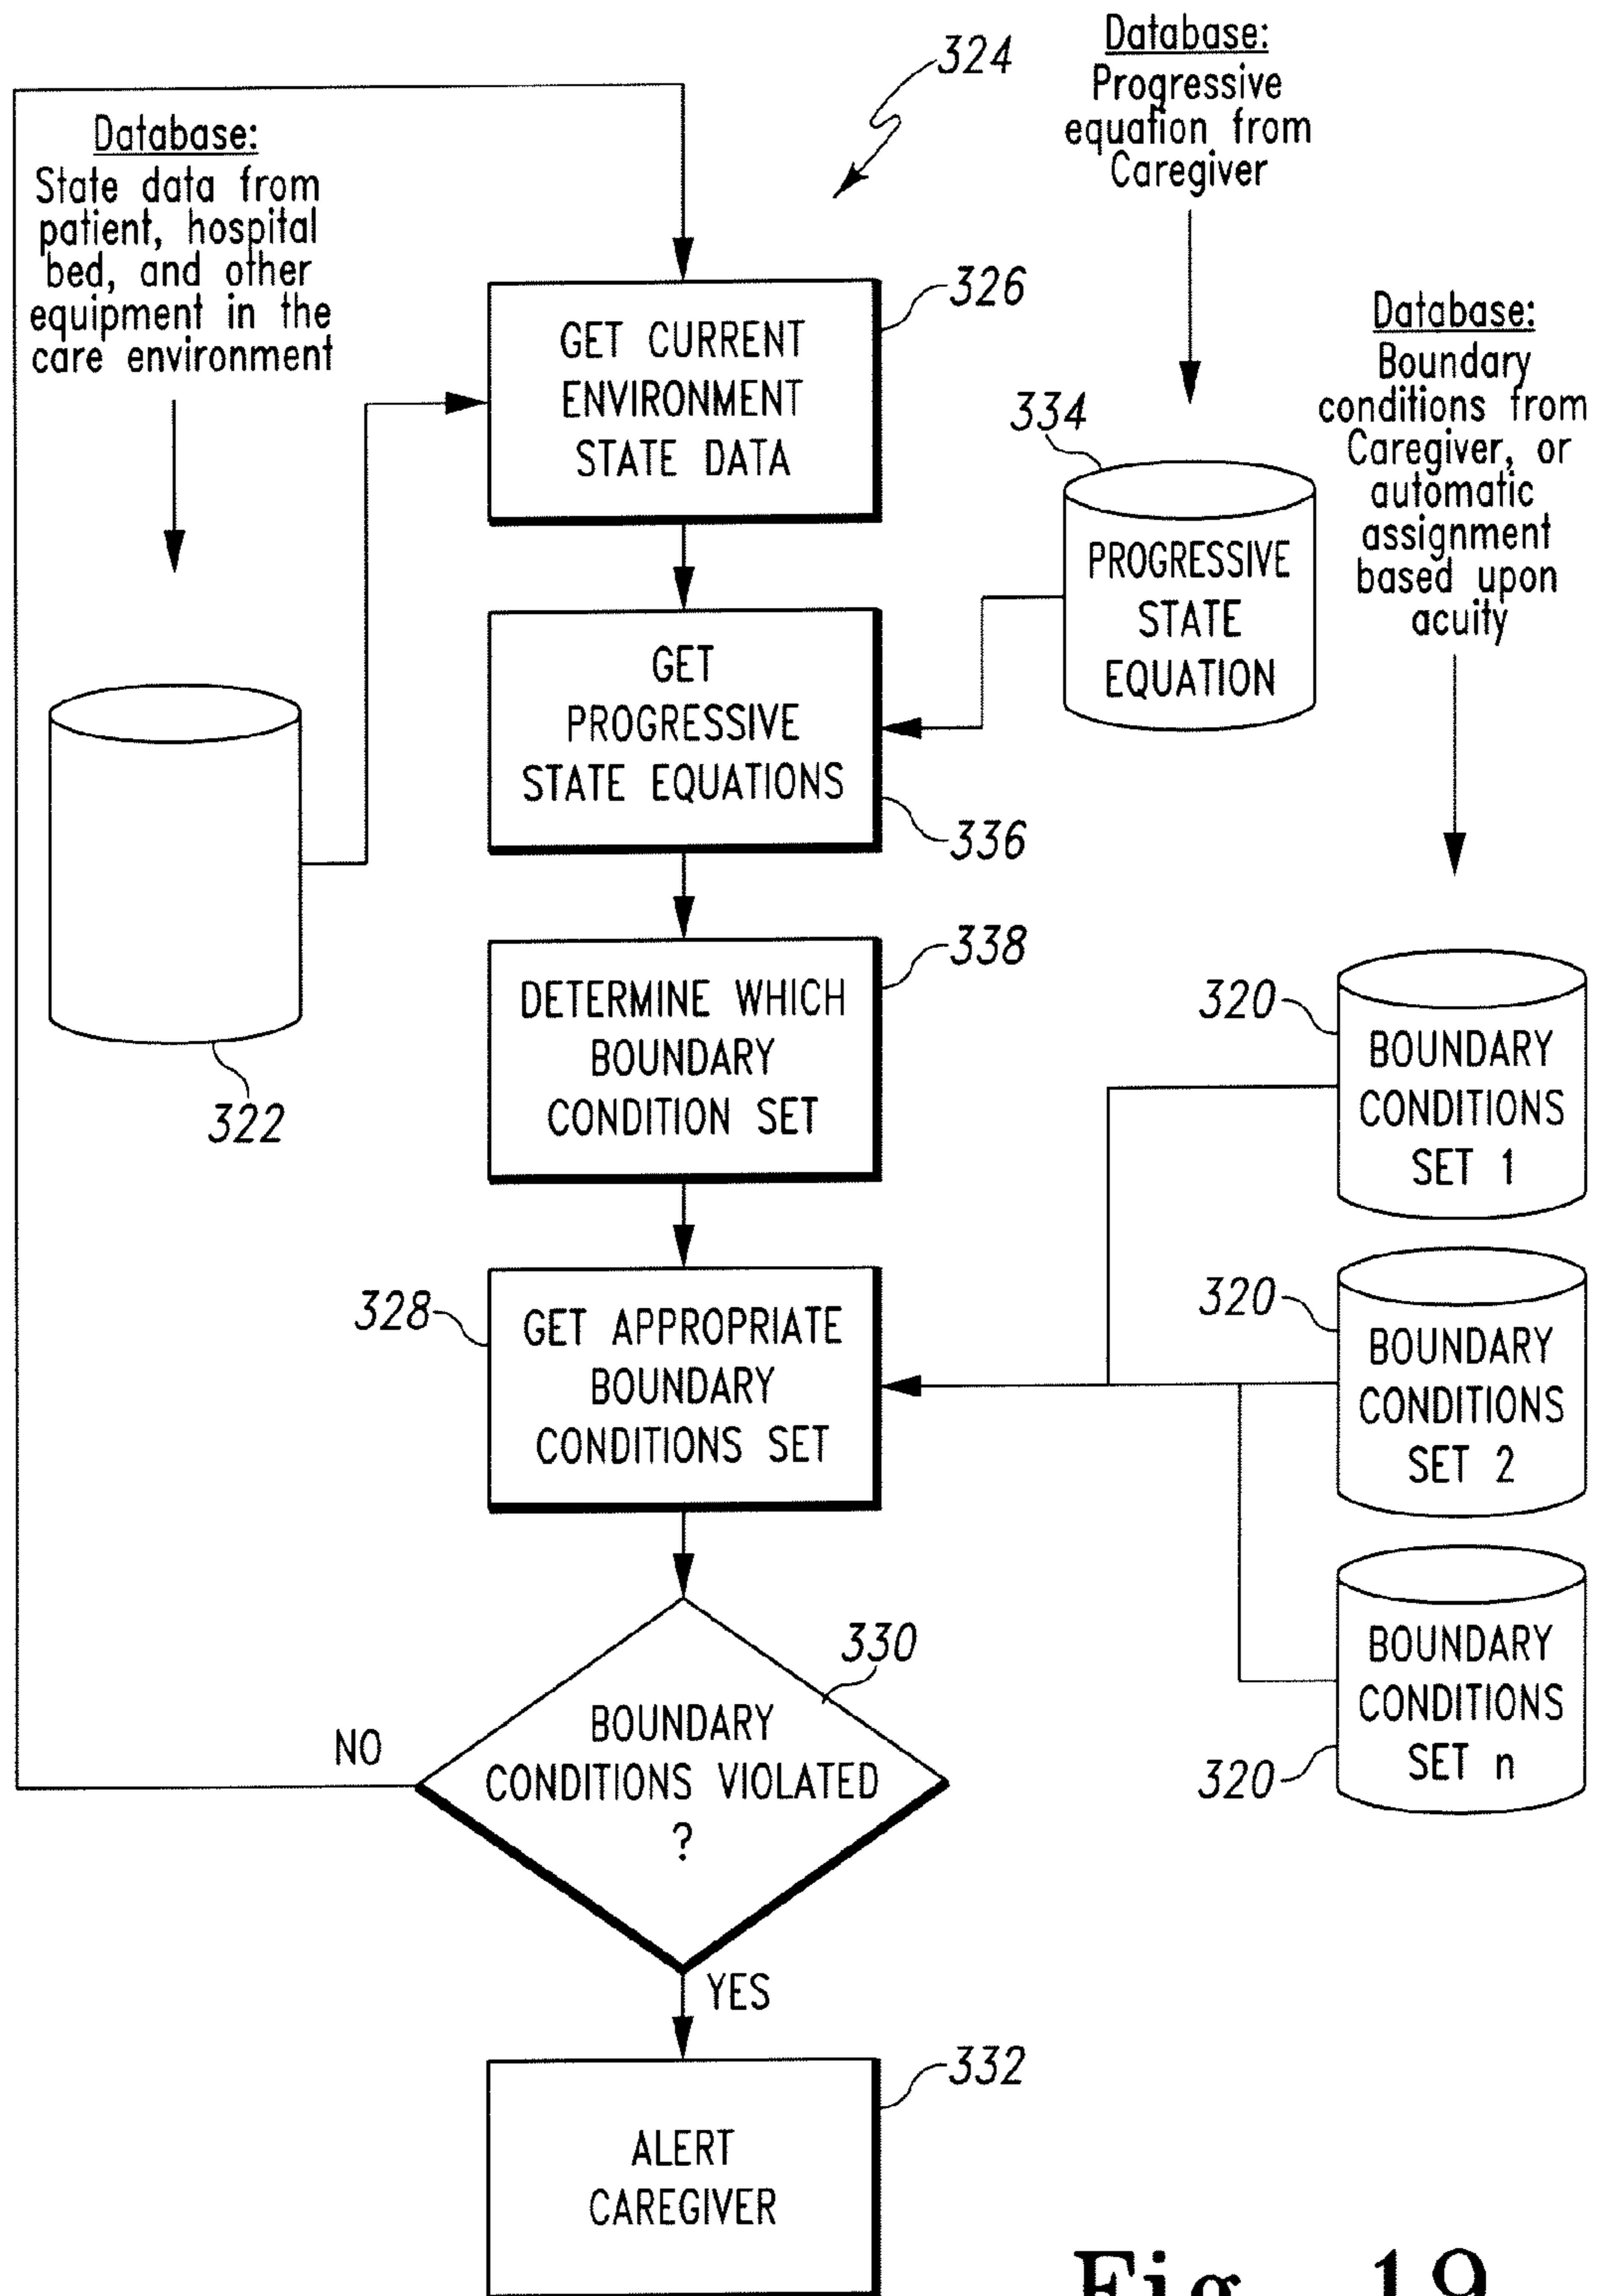 324
Database:
Progressive
equation from
Caregiver
Database:
State data from
patient, hospital
bed, and other
equipment in the
care environment
326
GET CURRENT
ENVIRONMENT
STATE DATA
Database:
Boundary
conditions from
Caregiver, or
automatic
assignment
based upon
acuity
334
PROGRESSIVE
STATE
EQUATION
GET
PROGRESSIVE
STATE EQUATIONS
336
322
338
DETERMINE WHICH
BOUNDARY
CONDITION SET
320
BOUNDARY
CONDITIONS
SET 1
328
GET APPROPRIATE
BOUNDARY
CONDITIONS SET
320
BOUNDARY
CONDITIONS
SET 2
330
BOUNDARY
CONDITIONS VIOLATED
?
NO
320
BOUNDARY
CONDITIONS
SET n
YES
332
ALERT
CAREGIVER
Fig. 19